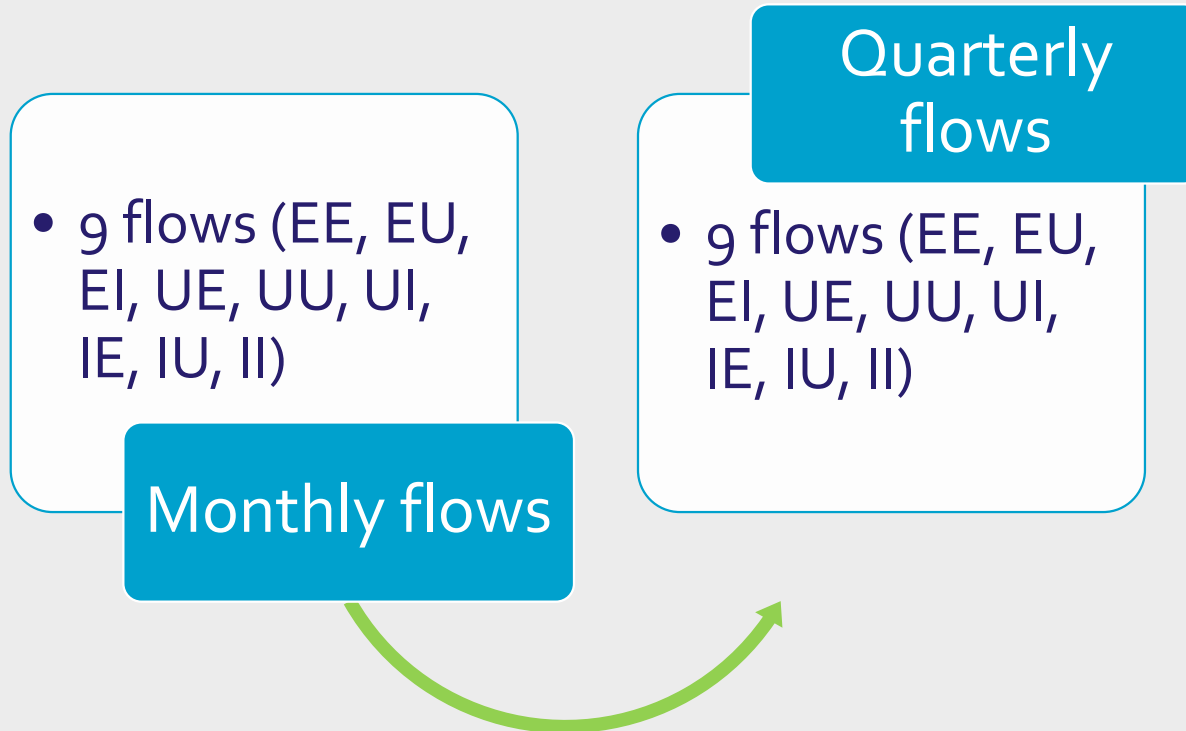 • 9 flows (EE, EU,
EI, UE, UU, UI,
IE, IU, II)
Monthly flows
Quarterly
flows
• 9 flows (EE, EU,
EI, UE, UU, UI,
IE, IU, II)